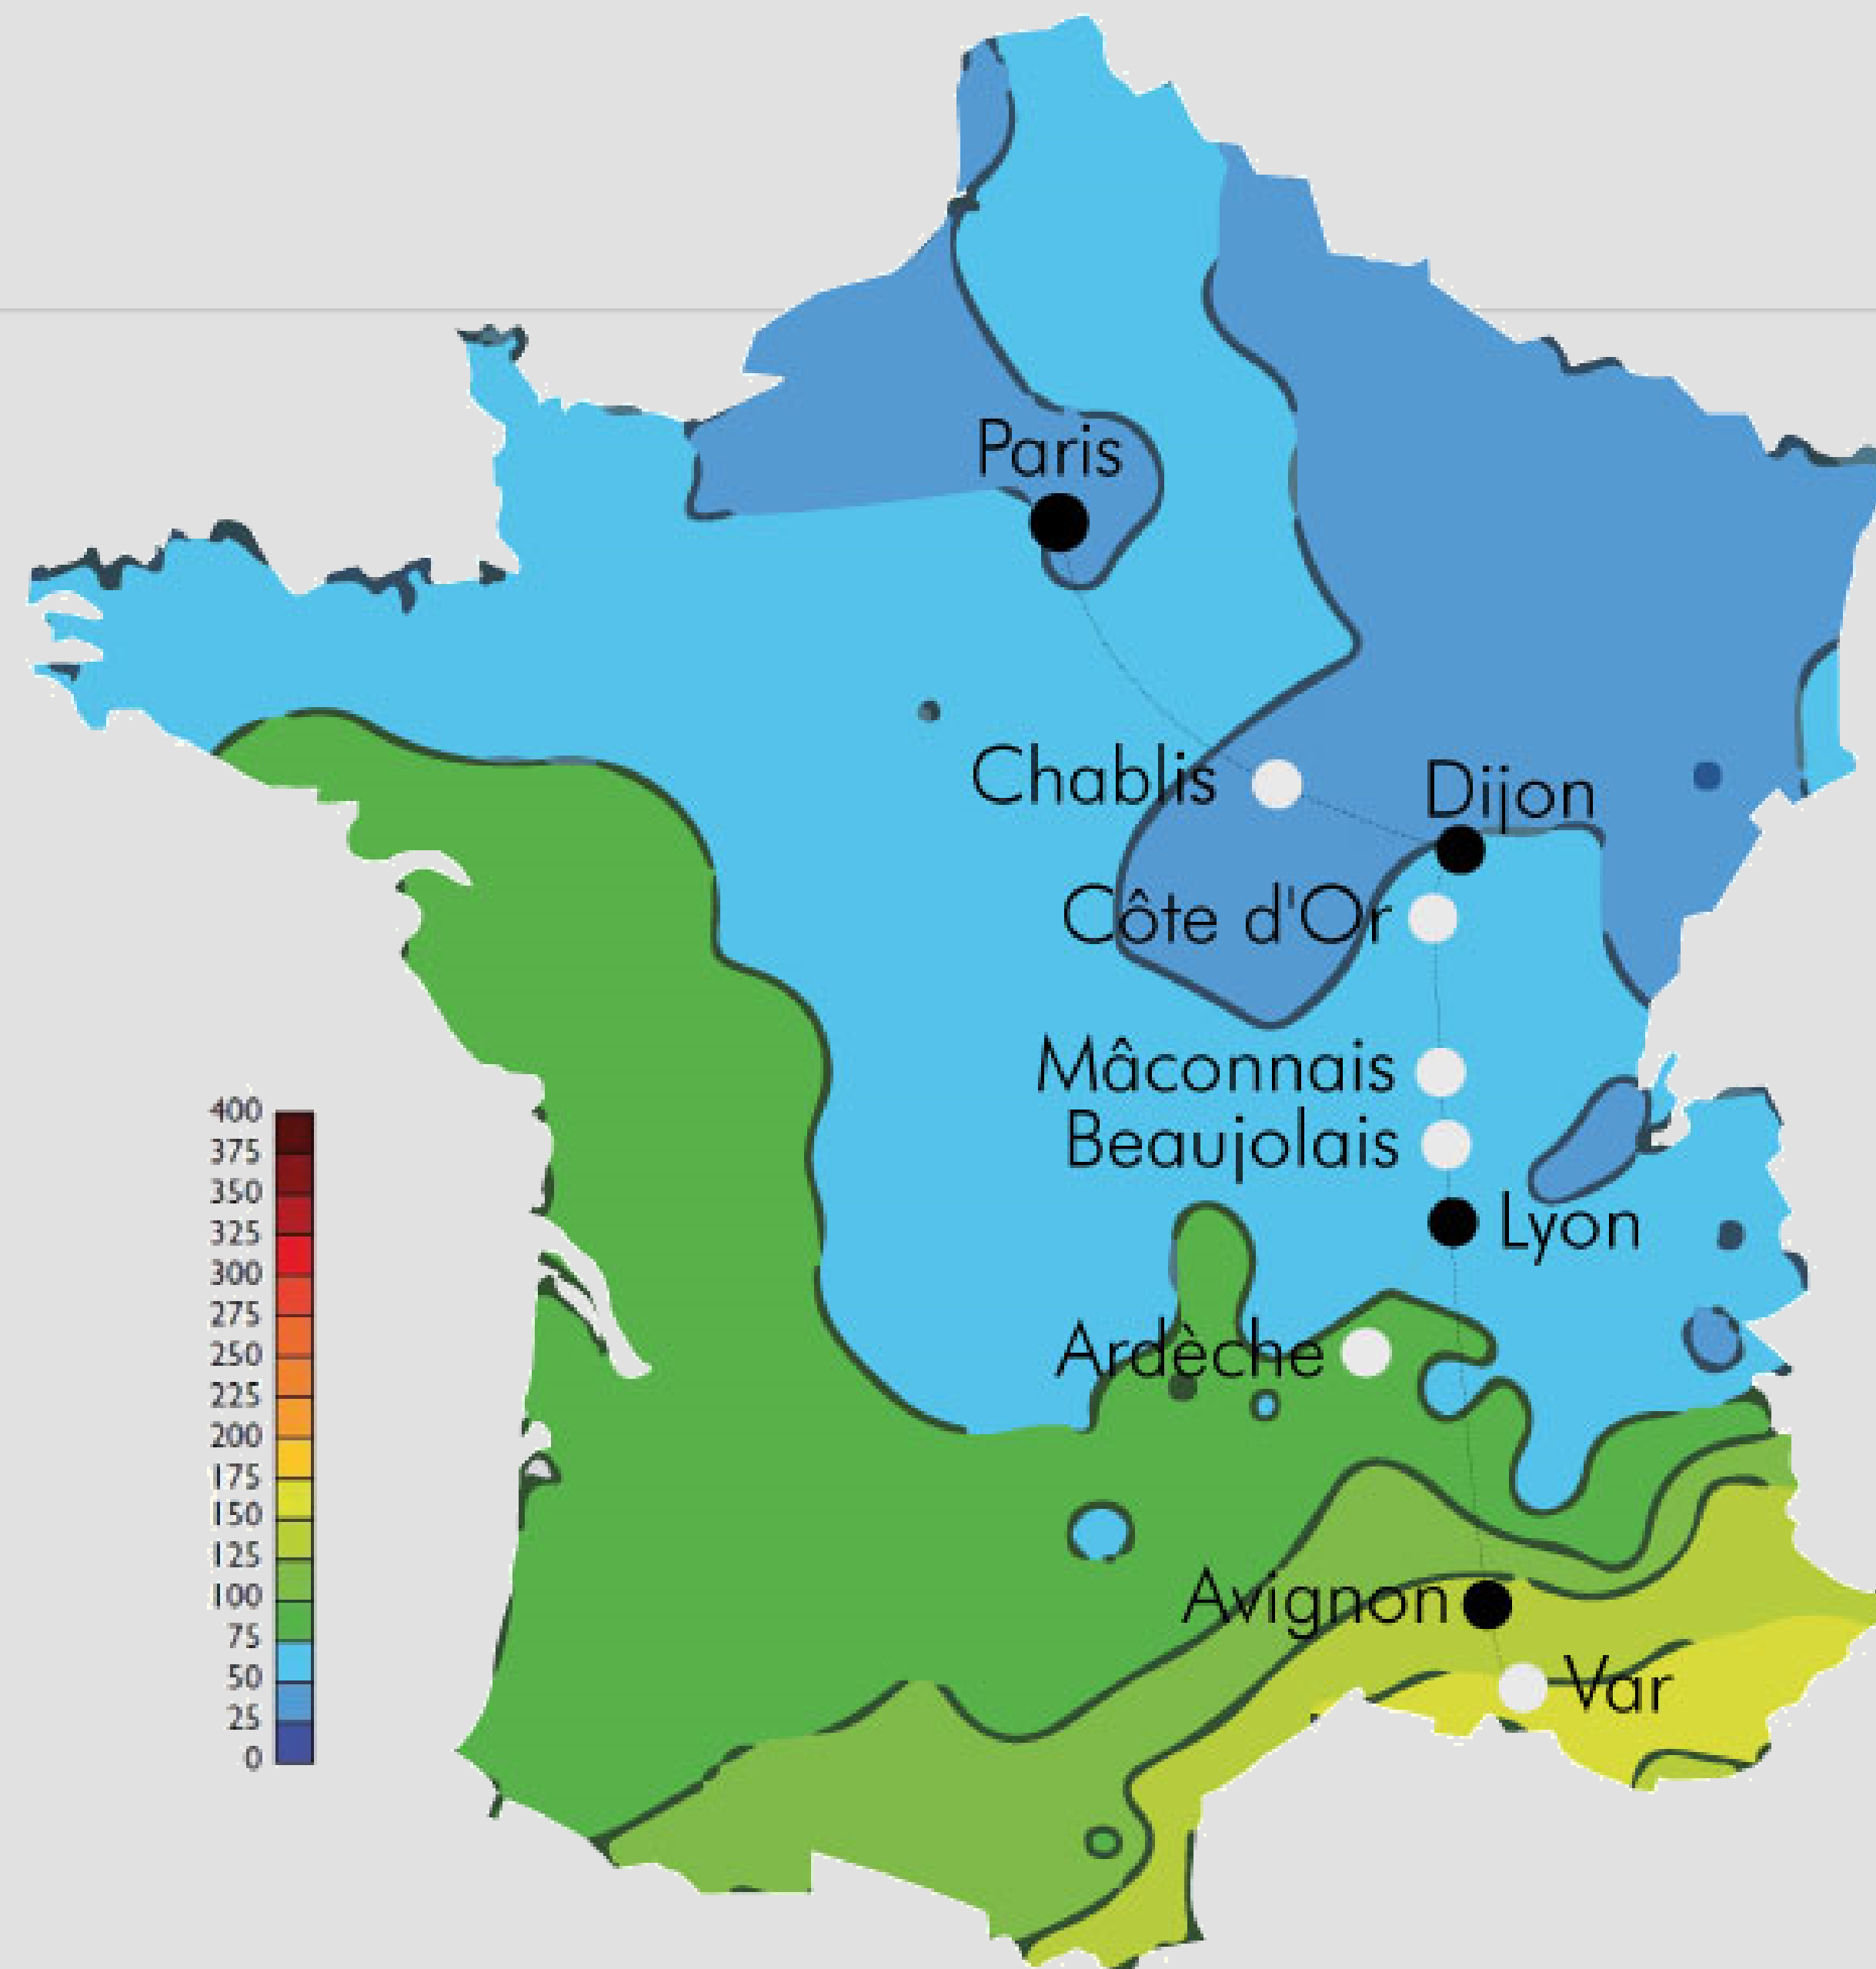 Paris
Chablis
Dijon
Côte d'Or
Mâconnais
Beaujolais
Lyon
Ardèche
Avignon
Var
400
375
350
325
300
275
250
225
200
175
150
125
100
75
50
25
0